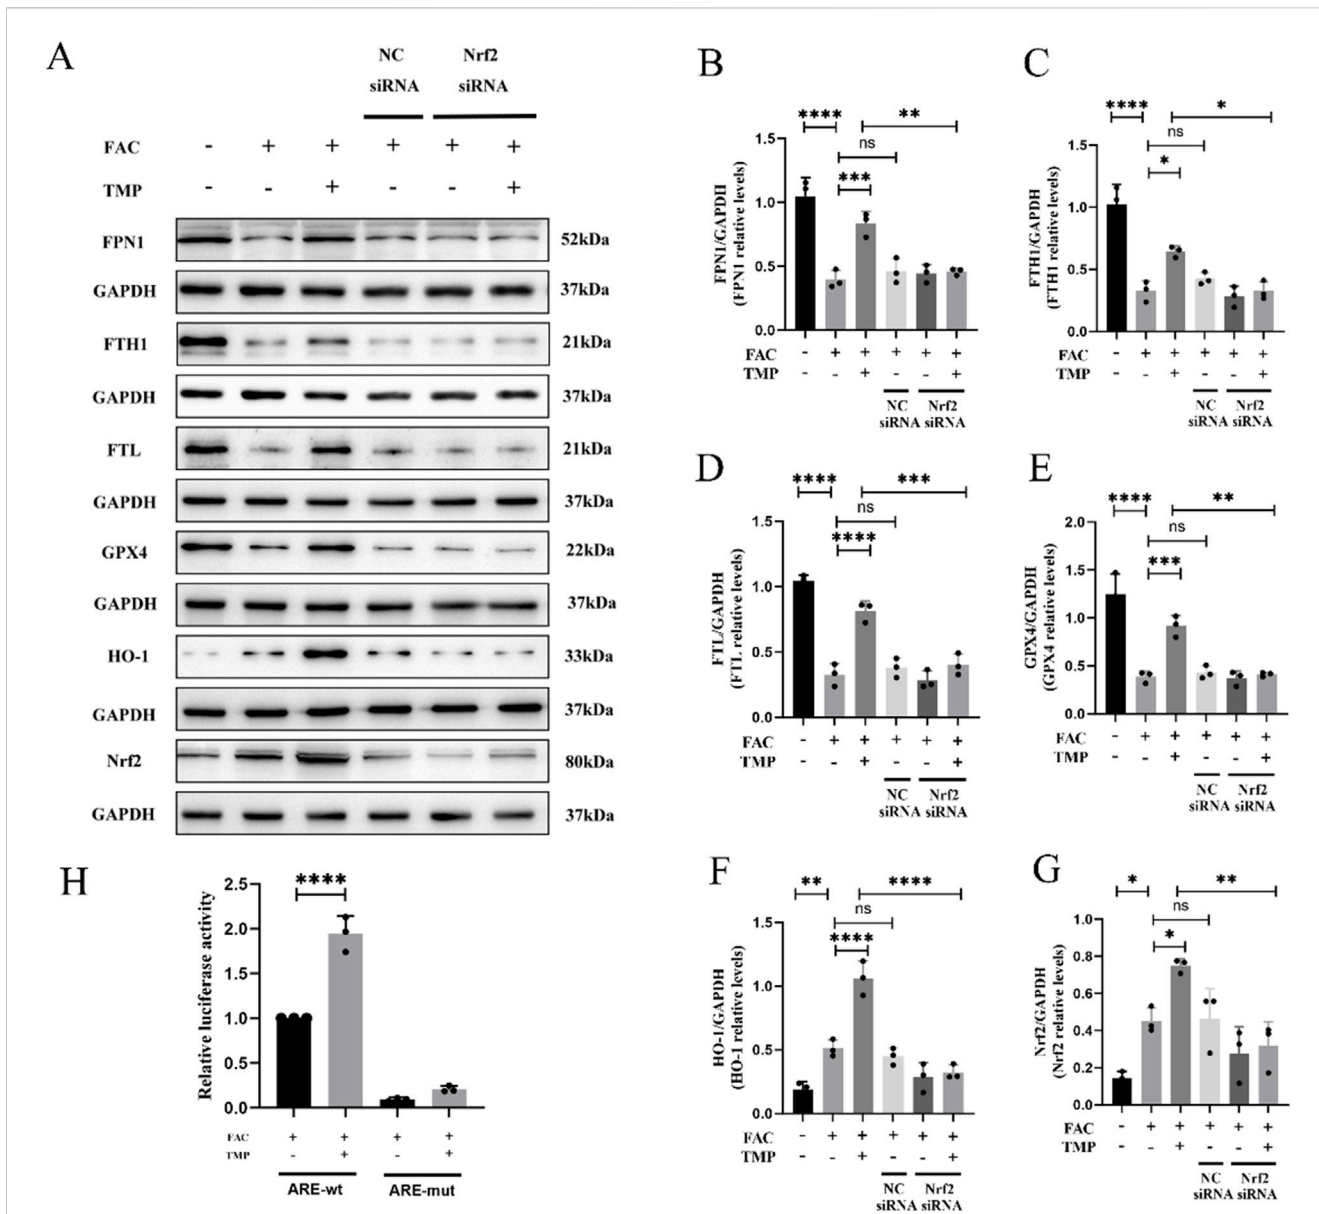 A
NC Nrf2
siRNA siRNA
FAC - + + + + +
TMP - - + - - +
FPN1 52kDa
GAPDH 37kDa
FTH1 21kDa
GAPDH 37kDa
FTL 21kDa
GAPDH 37kDa
GPX4 22kDa
GAPDH 37kDa
HO-1 33kDa
GAPDH 37kDa
Nrf2 80kDa
GAPDH 37kDa
B
**** **
ns
***
FPN1/GAPDH
(FPN1 relative levels)
1.5
1.0
0.5
0.0
FAC - + + + + +
TMP - - + - - +
NC Nrf2
siRNA siRNA
C
**** *
ns
*
FTH1/GAPDH
(FTH1 relative levels)
1.5
1.0
0.5
0.0
FAC - + + + + +
TMP - - + - - +
NC Nrf2
siRNA siRNA
D
**** ***
ns
****
FTL/GAPDH
(FTL relative levels)
1.5
1.0
0.5
0.0
FAC - + + + + +
TMP - - + - - +
NC Nrf2
siRNA siRNA
E
**** **
ns
***
GPX4/GAPDH
(GPX4 relative levels)
2.0
1.5
1.0
0.5
0.0
FAC - + + + + +
TMP - - + - - +
NC Nrf2
siRNA siRNA
F
** ****
ns
****
HO-1/GAPDH
(HO-1 relative levels)
1.5
1.0
0.5
0.0
FAC - + + + + +
TMP - - + - - +
NC Nrf2
siRNA siRNA
G
* **
ns
*
Nrf2/GAPDH
(Nrf2 relative levels)
1.0
0.8
0.6
0.4
0.2
0.0
FAC - + + + + +
TMP - - + - - +
NC Nrf2
siRNA siRNA
H
****
Relative luciferase activity
2.5
2.0
1.5
1.0
0.5
0.0
FAC + + + +
TMP - + - +
ARE-wt ARE-mut